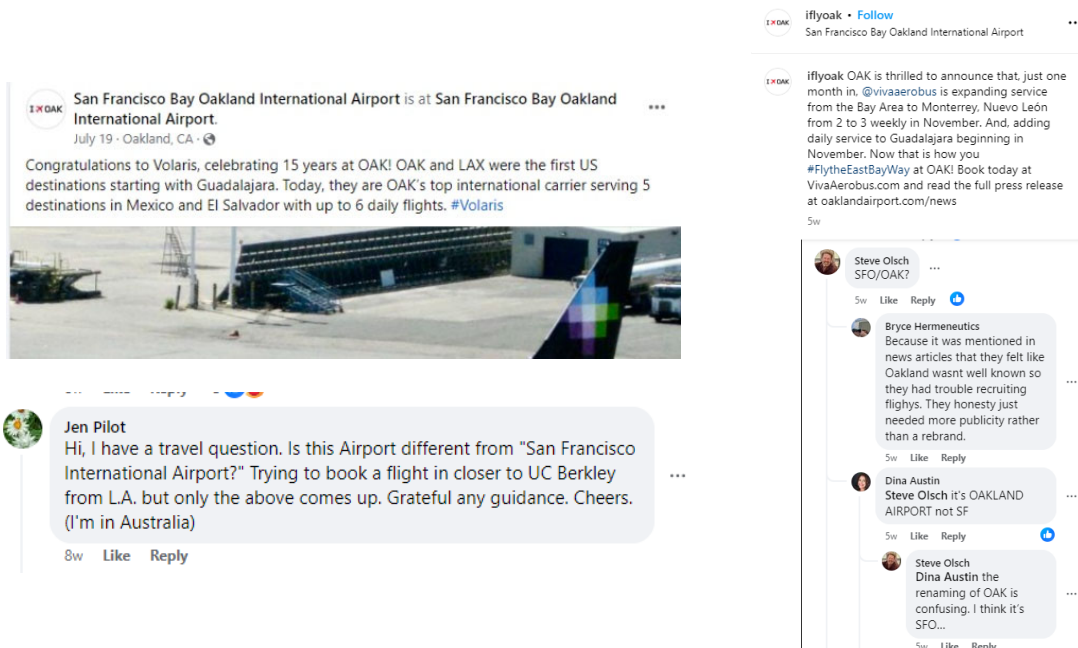 I OAK
San Francisco Bay Oakland International Airport is at San Francisco Bay Oakland
International Airport.
July 19 · Oakland, CA ·
Congratulations to Volaris, celebrating 15 years at OAK! OAK and LAX were the first US
destinations starting with Guadalajara. Today, they are OAK's top international carrier serving 5
destinations in Mexico and El Salvador with up to 6 daily flights. #Volaris
Jen Pilot
Hi, I have a travel question. Is this Airport different from "San Francisco
International Airport?" Trying to book a flight in closer to UC Berkley
from L.A. but only the above comes up. Grateful any guidance. Cheers.
(I'm in Australia)
8w Like Reply
I OAK
iflyoak • Follow
San Francisco Bay Oakland International Airport
I OAK
iflyoak OAK is thrilled to announce that, just one
month in, @vivaaerobus is expanding service
from the Bay Area to Monterrey, Nuevo León
from 2 to 3 weekly in November. And, adding
daily service to Guadalajara beginning in
November. Now that is how you
#FlytheEastBayWay at OAK! Book today at
VivaAerobus.com and read the full press release
at oaklandairport.com/news
5w
Steve Olsch
SFO/OAK?
5w Like Reply
Bryce Hermeneutics
Because it was mentioned in
news articles that they felt like
Oakland wasnt well known so
they had trouble recruiting
flighys. They honesty just
needed more publicity rather
than a rebrand.
5w Like Reply
Dina Austin
Steve Olsch it's OAKLAND
AIRPORT not SF
5w Like Reply
Steve Olsch
Dina Austin the
renaming of OAK is
confusing. I think it's
SFO...
5w Like Reply